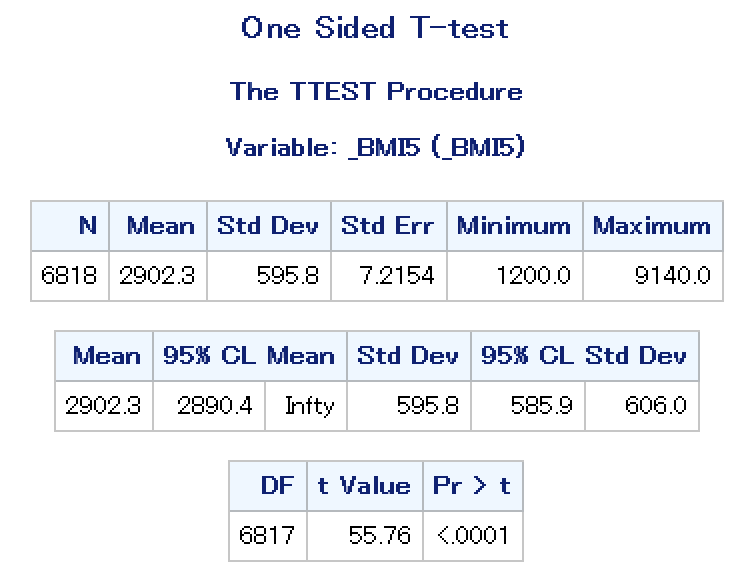 One Sided T-test
The TTEST Procedure
Variable: _BMI5 (_BMI5)
N Mean Std Dev Std Err Minimum Maximum
6818 2902.3 595.8 7.2154 1200.0 9140.0
Mean 95% CL Mean Std Dev 95% CL Std Dev
2902.3 2890.4 Infty 595.8 585.9 606.0
DF t Value Pr > t
6817 55.76 <.0001